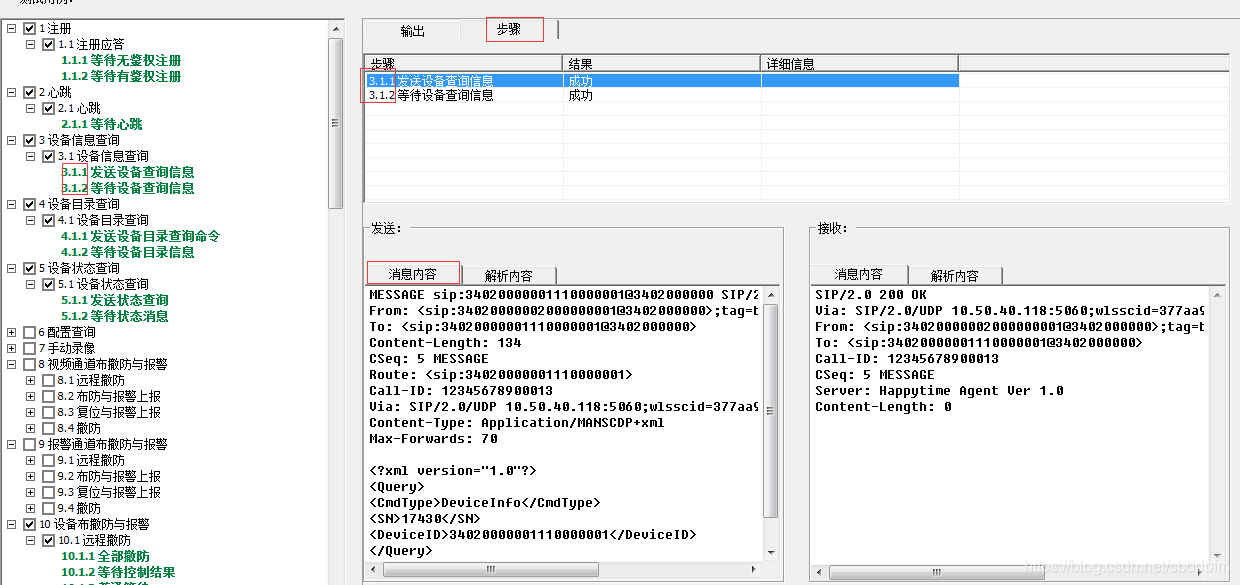 1 注册
1.1 注册应答
1.1.1 等待无鉴权注册
1.1.2 等待有鉴权注册
2 心跳
2.1 心跳
2.1.1 等待心跳
3 设备信息查询
3.1 设备信息查询
3.1.1 发送设备查询信息
3.1.2 等待设备查询信息
4 设备目录查询
4.1 设备目录查询
4.1.1 发送设备目录查询命令
4.1.2 等待设备目录信息
5 设备状态查询
5.1 设备状态查询
5.1.1 发送状态查询
5.1.2 等待状态消息
6 配置查询
7 手动录像
8 视频通道布撤防与报警
8.1 远程撤防
8.2 布防与报警上报
8.3 复位与报警上报
8.4 撤防
9 报警通道布撤防与报警
9.1 远程撤防
9.2 布防与报警上报
9.3 复位与报警上报
9.4 撤防
10 设备布撤防与报警
10.1 远程撤防
10.1.1 全部撤防
10.1.2 等待控制结果
输出 步骤
步骤 结果 详细信息
3.1.1 发送设备查询信息 成功
3.1.2 等待设备查询信息 成功
发送:
消息内容 解析内容
MESSAGE sip:34020000001110000001@3402000000 SIP/2
From: <sip:34020000002000000001@3402000000>;tag=b
To: <sip:34020000001110000001@3402000000>
Content-Length: 134
CSeq: 5 MESSAGE
Route: <sip:34020000001110000001>
Call-ID: 12345678900013
Via: SIP/2.0/UDP 10.50.40.118:5060;wlsscid=377aa9
Content-Type: Application/MANSCDP+xml
Max-Forwards: 70
<?xml version="1.0"?>
<Query>
<CmdType>DeviceInfo</CmdType>
<SN>17430</SN>
<DeviceID>34020000001110000001</DeviceID>
</Query>
接收:
消息内容 解析内容
SIP/2.0 200 OK
Via: SIP/2.0/UDP 10.50.40.118:5060;wlsscid=377aa
From: <sip:34020000002000000001@3402000000>;tag=b
To: <sip:34020000001110000001@3402000000>
Call-ID: 12345678900013
CSeq: 5 MESSAGE
Server: Happytime Agent Ver 1.0
Content-Length: 0